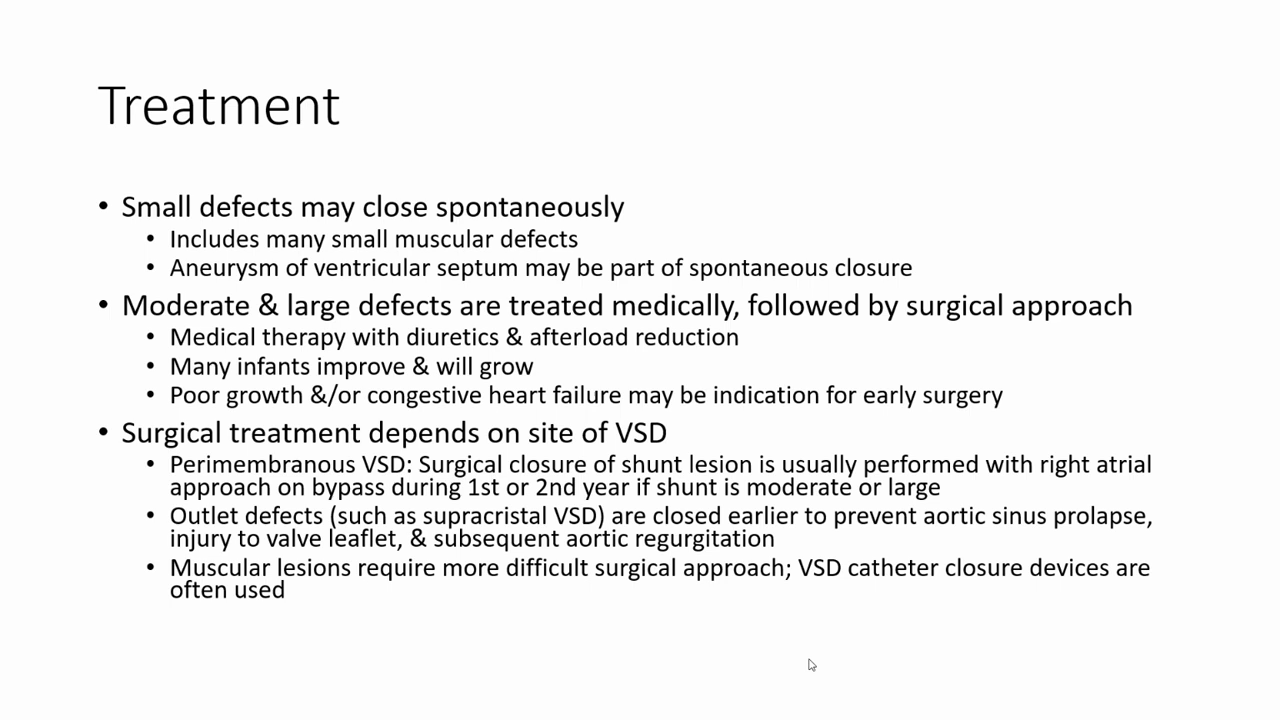 Treatment
• Small defects may close spontaneously
• Includes many small muscular defects
• Aneurysm of ventricular septum may be part of spontaneous closure
• Moderate & large defects are treated medically, followed by surgical approach
• Medical therapy with diuretics & afterload reduction
• Many infants improve & will grow
• Poor growth &/or congestive heart failure may be indication for early surgery
• Surgical treatment depends on site of VSD
• Perimembranous VSD: Surgical closure of shunt lesion is usually performed with right atrial
approach on bypass during 1st or 2nd year if shunt is moderate or large
• Outlet defects (such as supracristal VSD) are closed earlier to prevent aortic sinus prolapse,
injury to valve leaflet, & subsequent aortic regurgitation
• Muscular lesions require more difficult surgical approach; VSD catheter closure devices are
often used